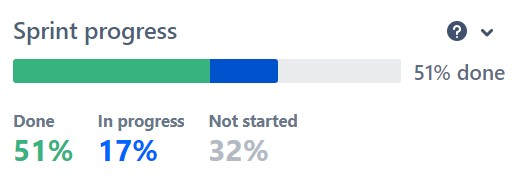 Sprint progress
51% done
Done In progress Not started
51% 17% 32%